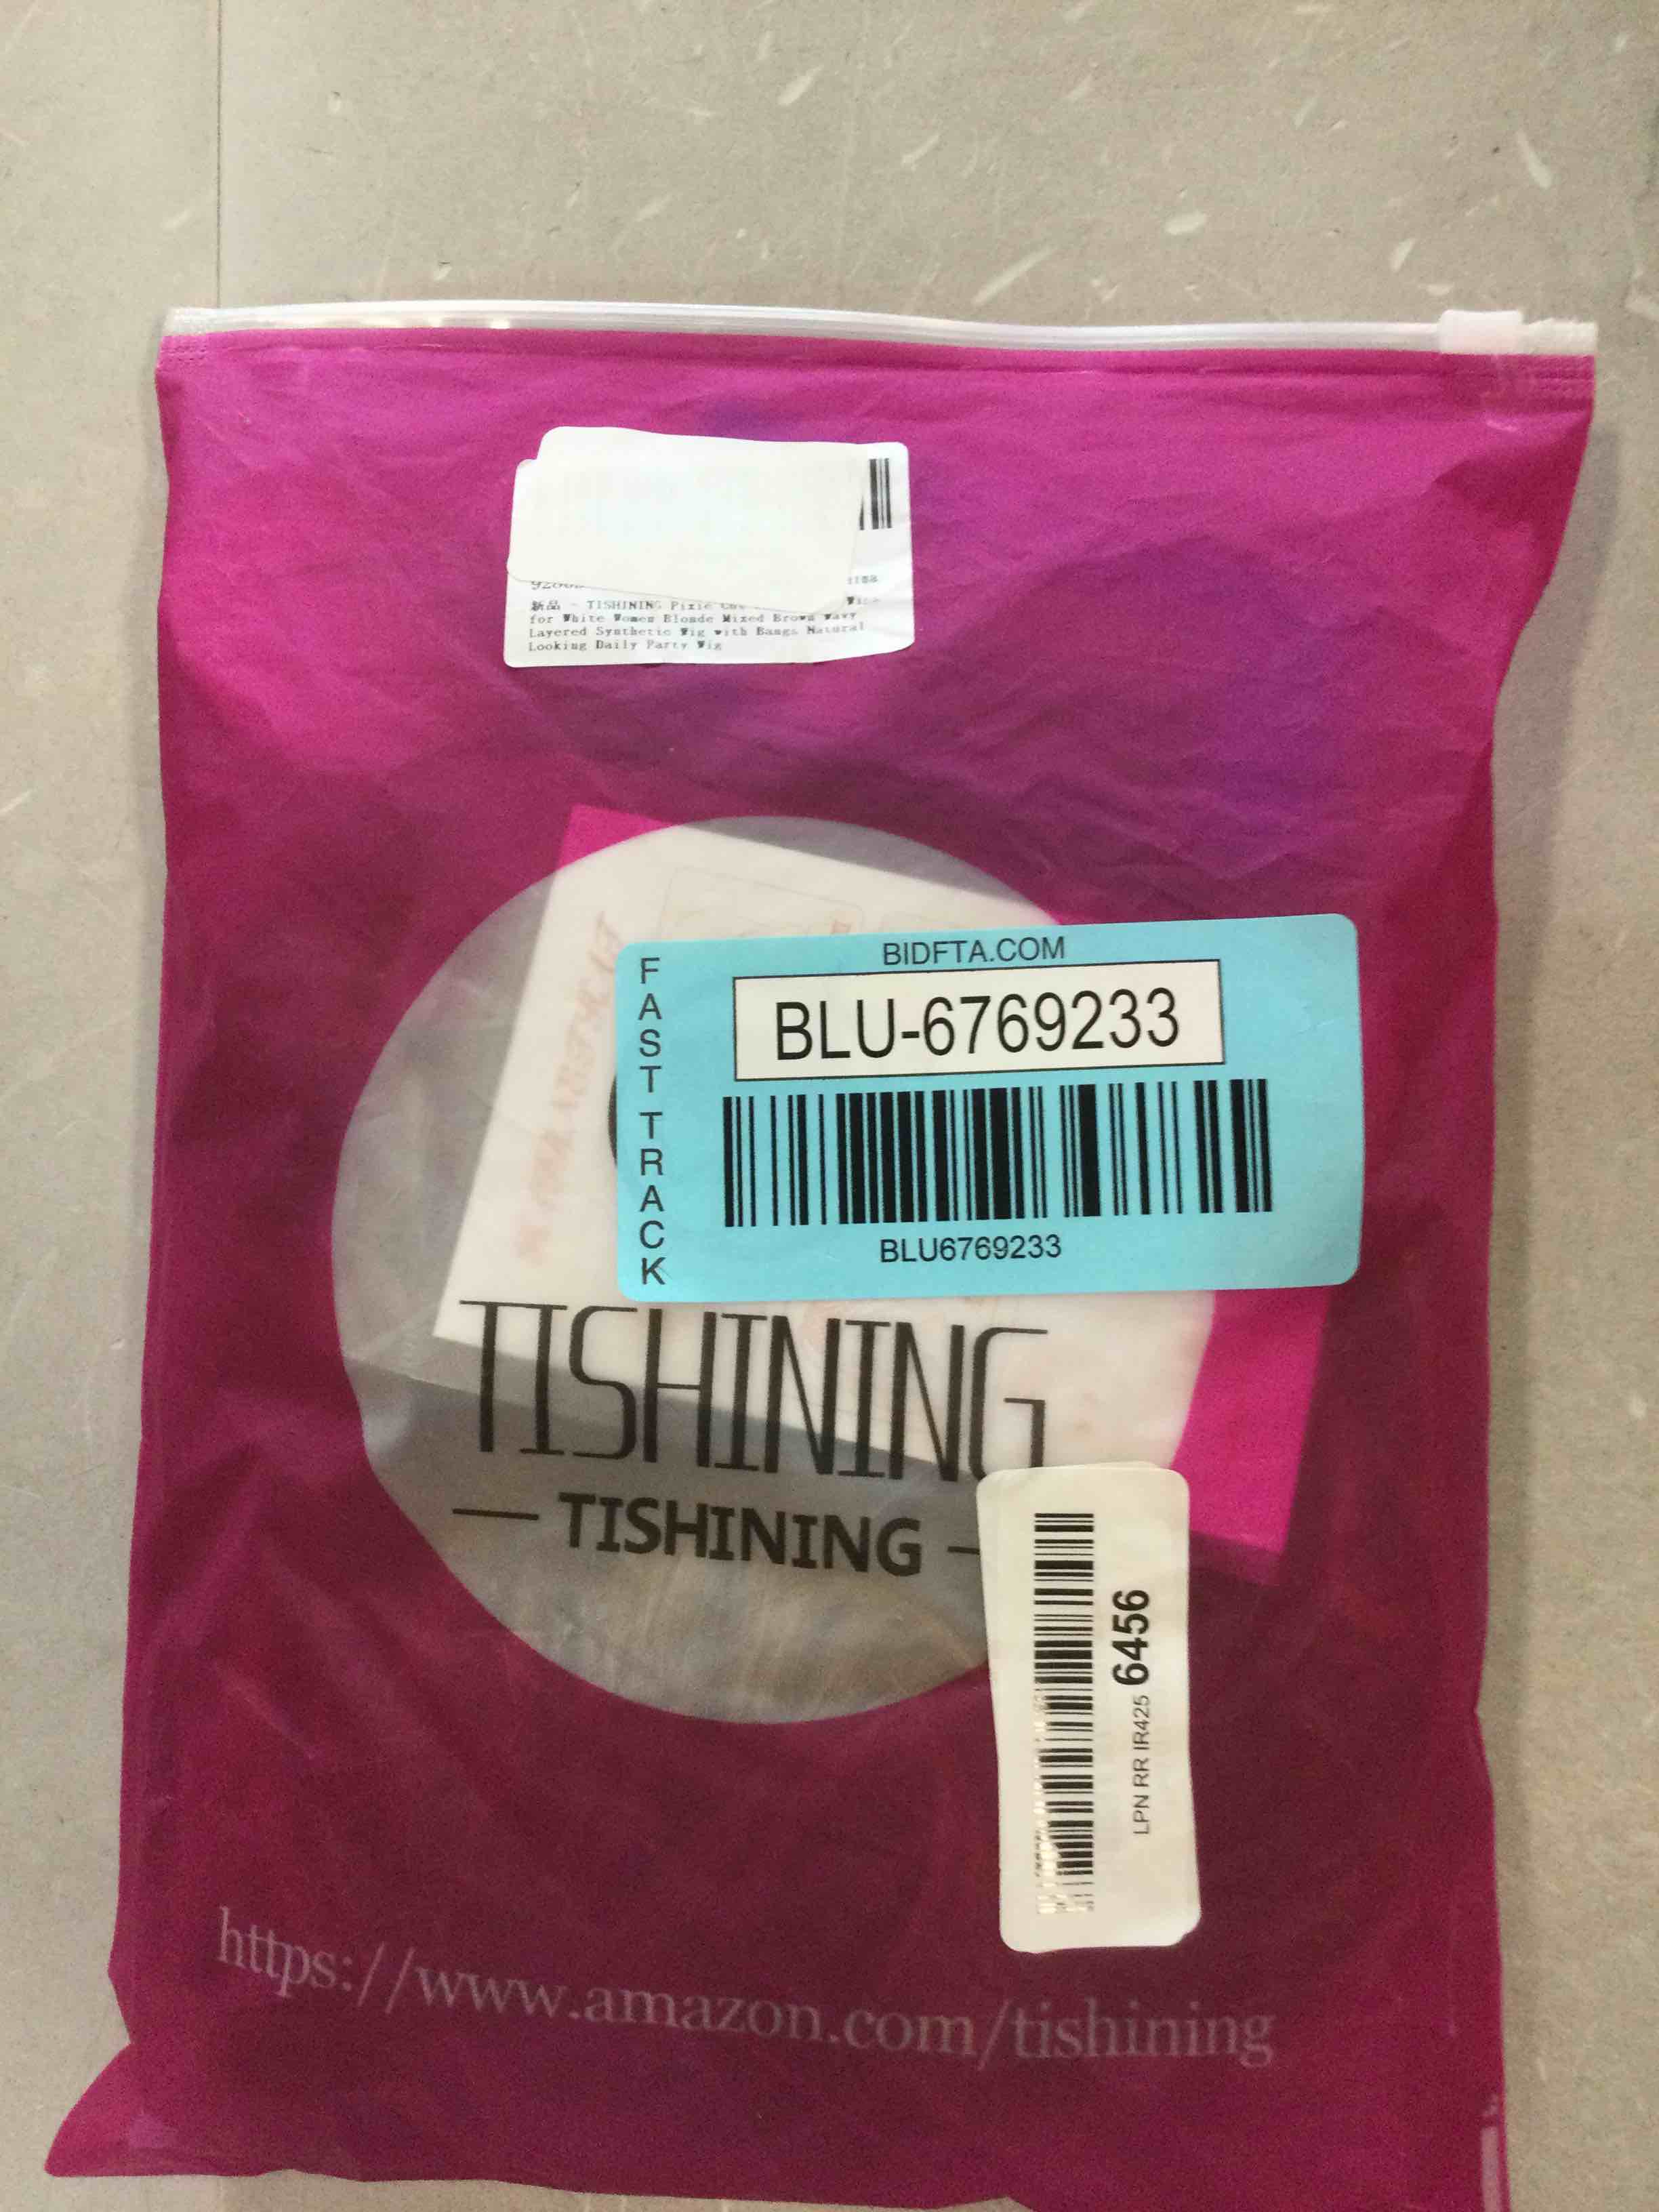 新品 - TISHINING Pixie
for White Women Blonde Mixed Brown Wavy
Layered Synthetic Wig with Bangs Natural
Looking Daily Party Wig
BIDFTA.COM
FAST TRACK
BLU-6769233
BLU6769233
TISHINING
— TISHINING —
LPN RR IR425 6456
https://www.amazon.com/tishining